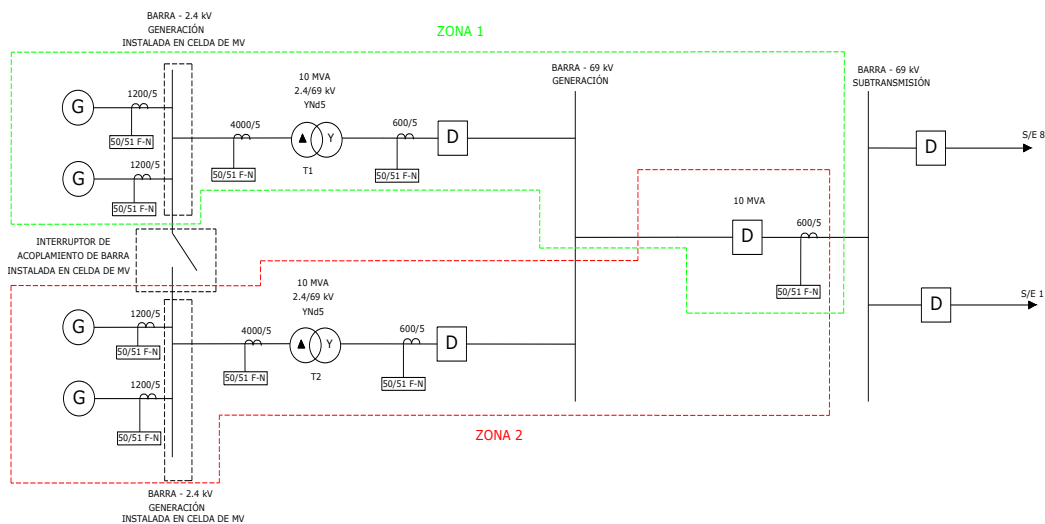 BARRA - 2.4 kV
GENERACIÓN
INSTALADA EN CELDA DE MV
ZONA 1
BARRA - 69 kV
GENERACIÓN
BARRA - 69 kV
SUBTRANSMISIÓN
10 MVA
2.4/69 kV
YNd5
G
1200/5
50/51 F-N
4000/5
50/51 F-N
Y
T1
600/5
50/51 F-N
D
D
S/E 8
G
1200/5
50/51 F-N
10 MVA
D
600/5
50/51 F-N
INTERRUPTOR DE
ACOPLAMIENTO DE BARRA
INSTALADA EN CELDA DE MV
10 MVA
2.4/69 kV
YNd5
D
S/E 1
G
1200/5
50/51 F-N
4000/5
50/51 F-N
Y
T2
600/5
50/51 F-N
D
G
1200/5
50/51 F-N
ZONA 2
BARRA - 2.4 kV
GENERACIÓN
INSTALADA EN CELDA DE MV